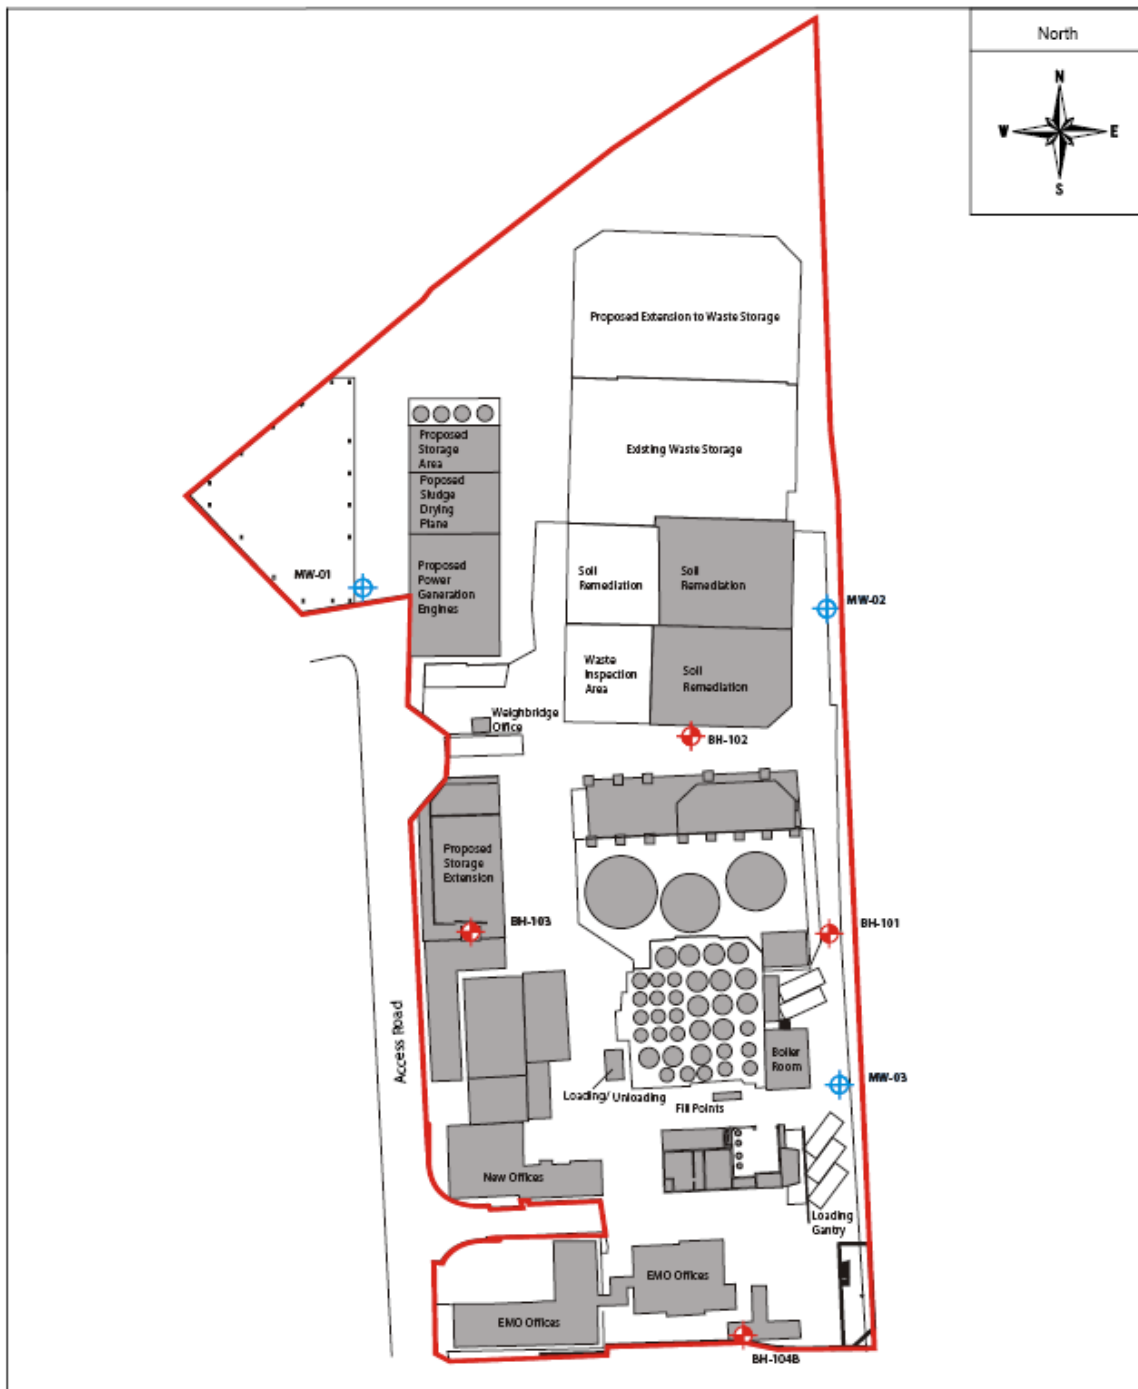 North
N
W
E
S
Proposed Extension to Waste Storage
Existing Waste Storage
Proposed
Storage
Area
Poposed
Sludge
Drying
Plane
Proposed
Power
Generation
Engines
MW-01
Soil
Remediation
Soil
Remediation
MW-02
Waste
Inspection
Area
Soil
Remediation
Weighbridge
Office
BH-102
Proposed
Storage
Extension
BH-103
BH-101
Access Road
Boiler
Room
MW-03
Loading/ Unloading
Fill Points
New Offices
Loading
Gantry
EMO Offices
EMO Offices
BH-104B